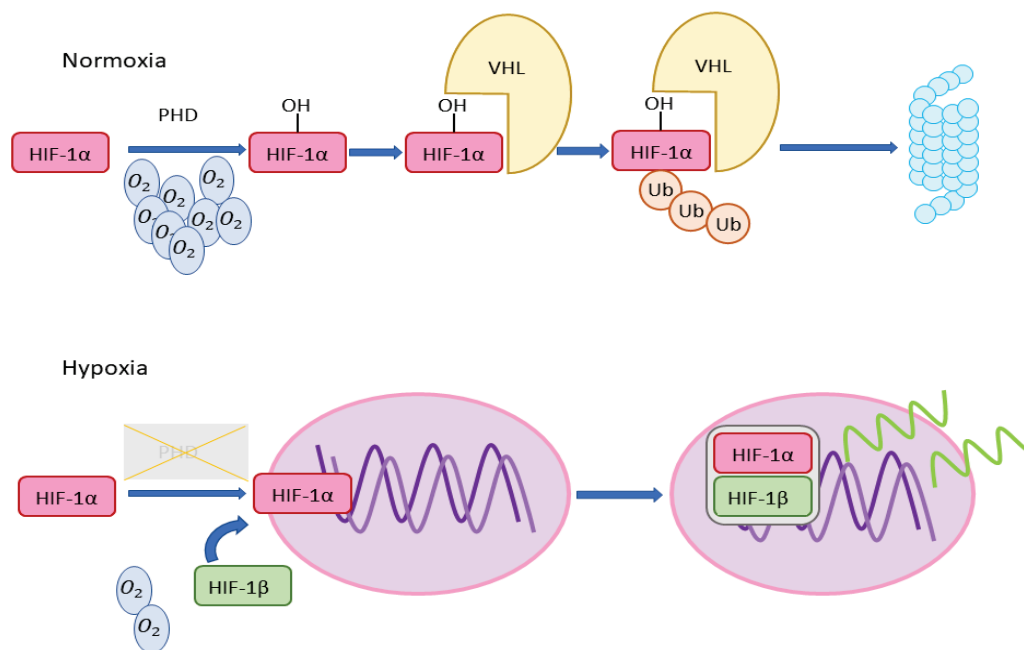 Normoxia
VHL
VHL
OH
OH
OH
PHD
HIF-1α
HIF-1α
HIF-1α
HIF-1α
O₂
O₂
O₂
O₂
O₂
O₂
O₂
O₂
Ub
Ub
Ub
Hypoxia
PHD
HIF-1α
HIF-1α
HIF-1α
HIF-1β
HIF-1β
O₂
O₂